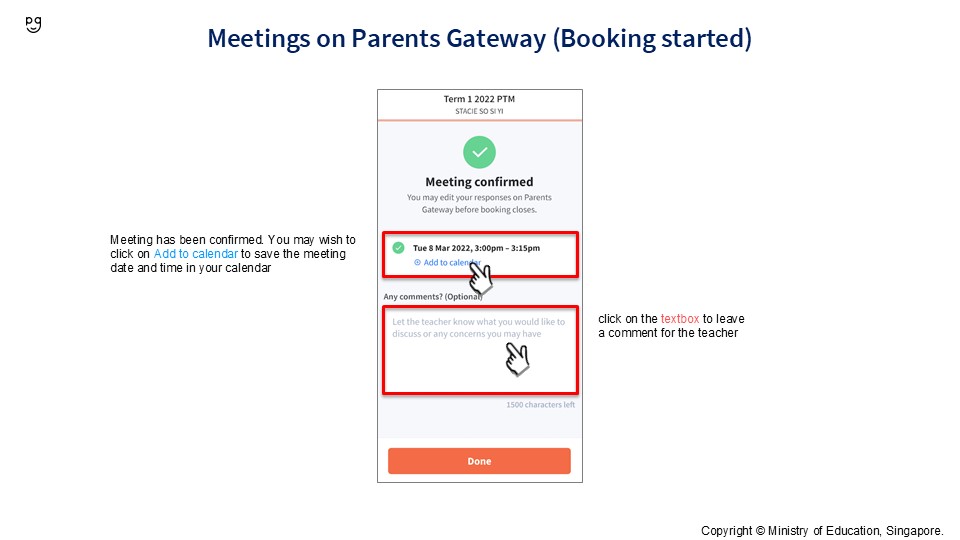 pg
Meetings on Parents Gateway (Booking started)
Term 1 2022 PTM
STACIE SO SI YI
Meeting confirmed
You may edit your responses on Parents
Gateway before booking closes.
Meeting has been confirmed. You may wish to
click on Add to calendar to save the meeting
date and time in your calendar
Tue 8 Mar 2022, 3:00pm – 3:15pm
Add to calendar
Any comments? (Optional)
Let the teacher know what you would like to
discuss or any concerns you may have
click on the textbox to leave
a comment for the teacher
1500 characters left
Done
Copyright © Ministry of Education, Singapore.